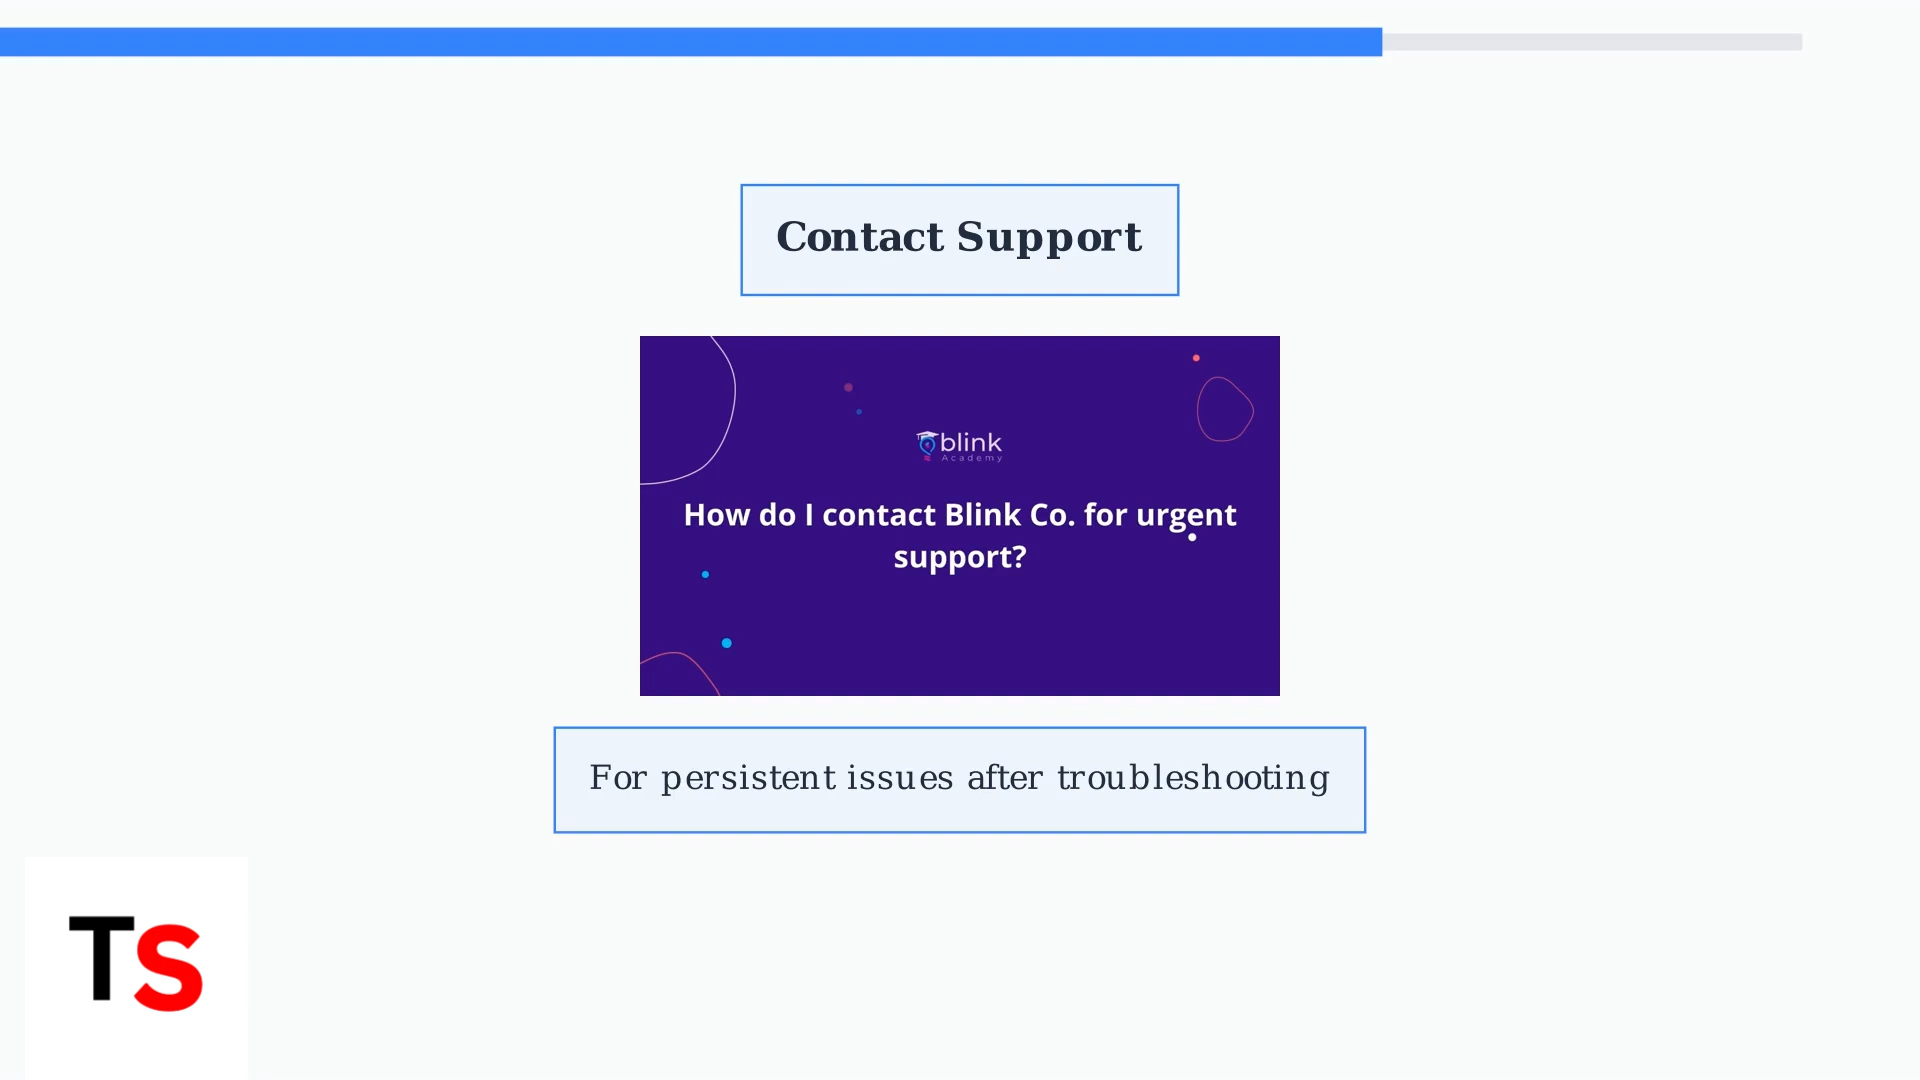 Contact Support
blink
Academy
How do I contact Blink Co. for urgent
support?
For persistent issues after troubleshooting
TS